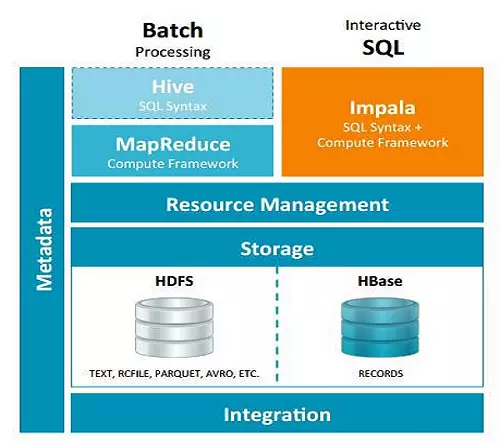 Batch
Processing
Interactive
SQL
Metadata
Hive
SQL Syntax
MapReduce
Compute Framework
Impala
SQL Syntax +
Compute Framework
Resource Management
Storage
HDFS
HBase
TEXT, RCFILE, PARQUET, AVRO, ETC.
RECORDS
Integration